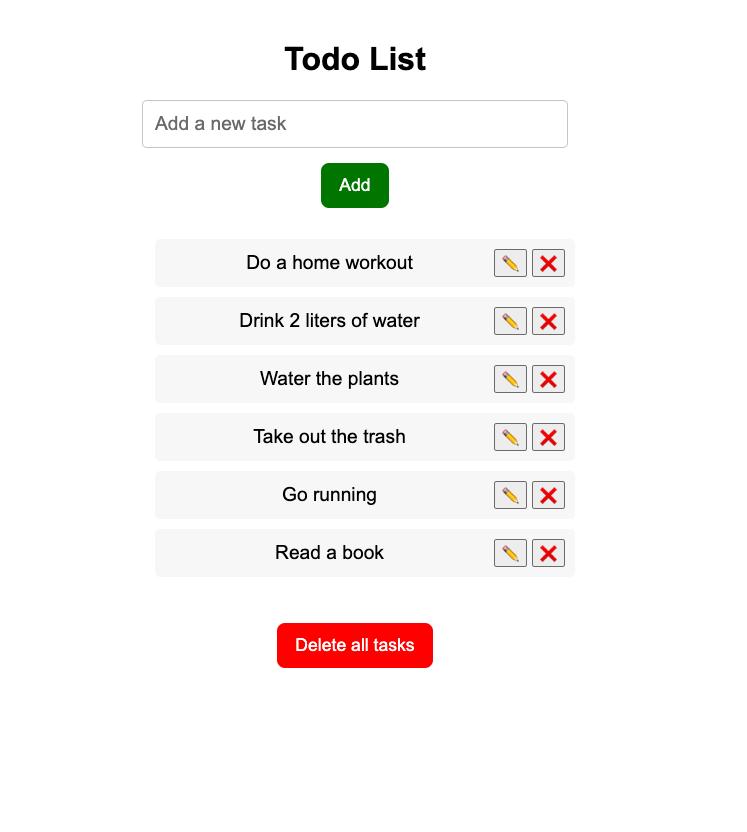 Todo List
Add a new task
Add
Do a home workout
Drink 2 liters of water
Water the plants
Take out the trash
Go running
Read a book
Delete all tasks